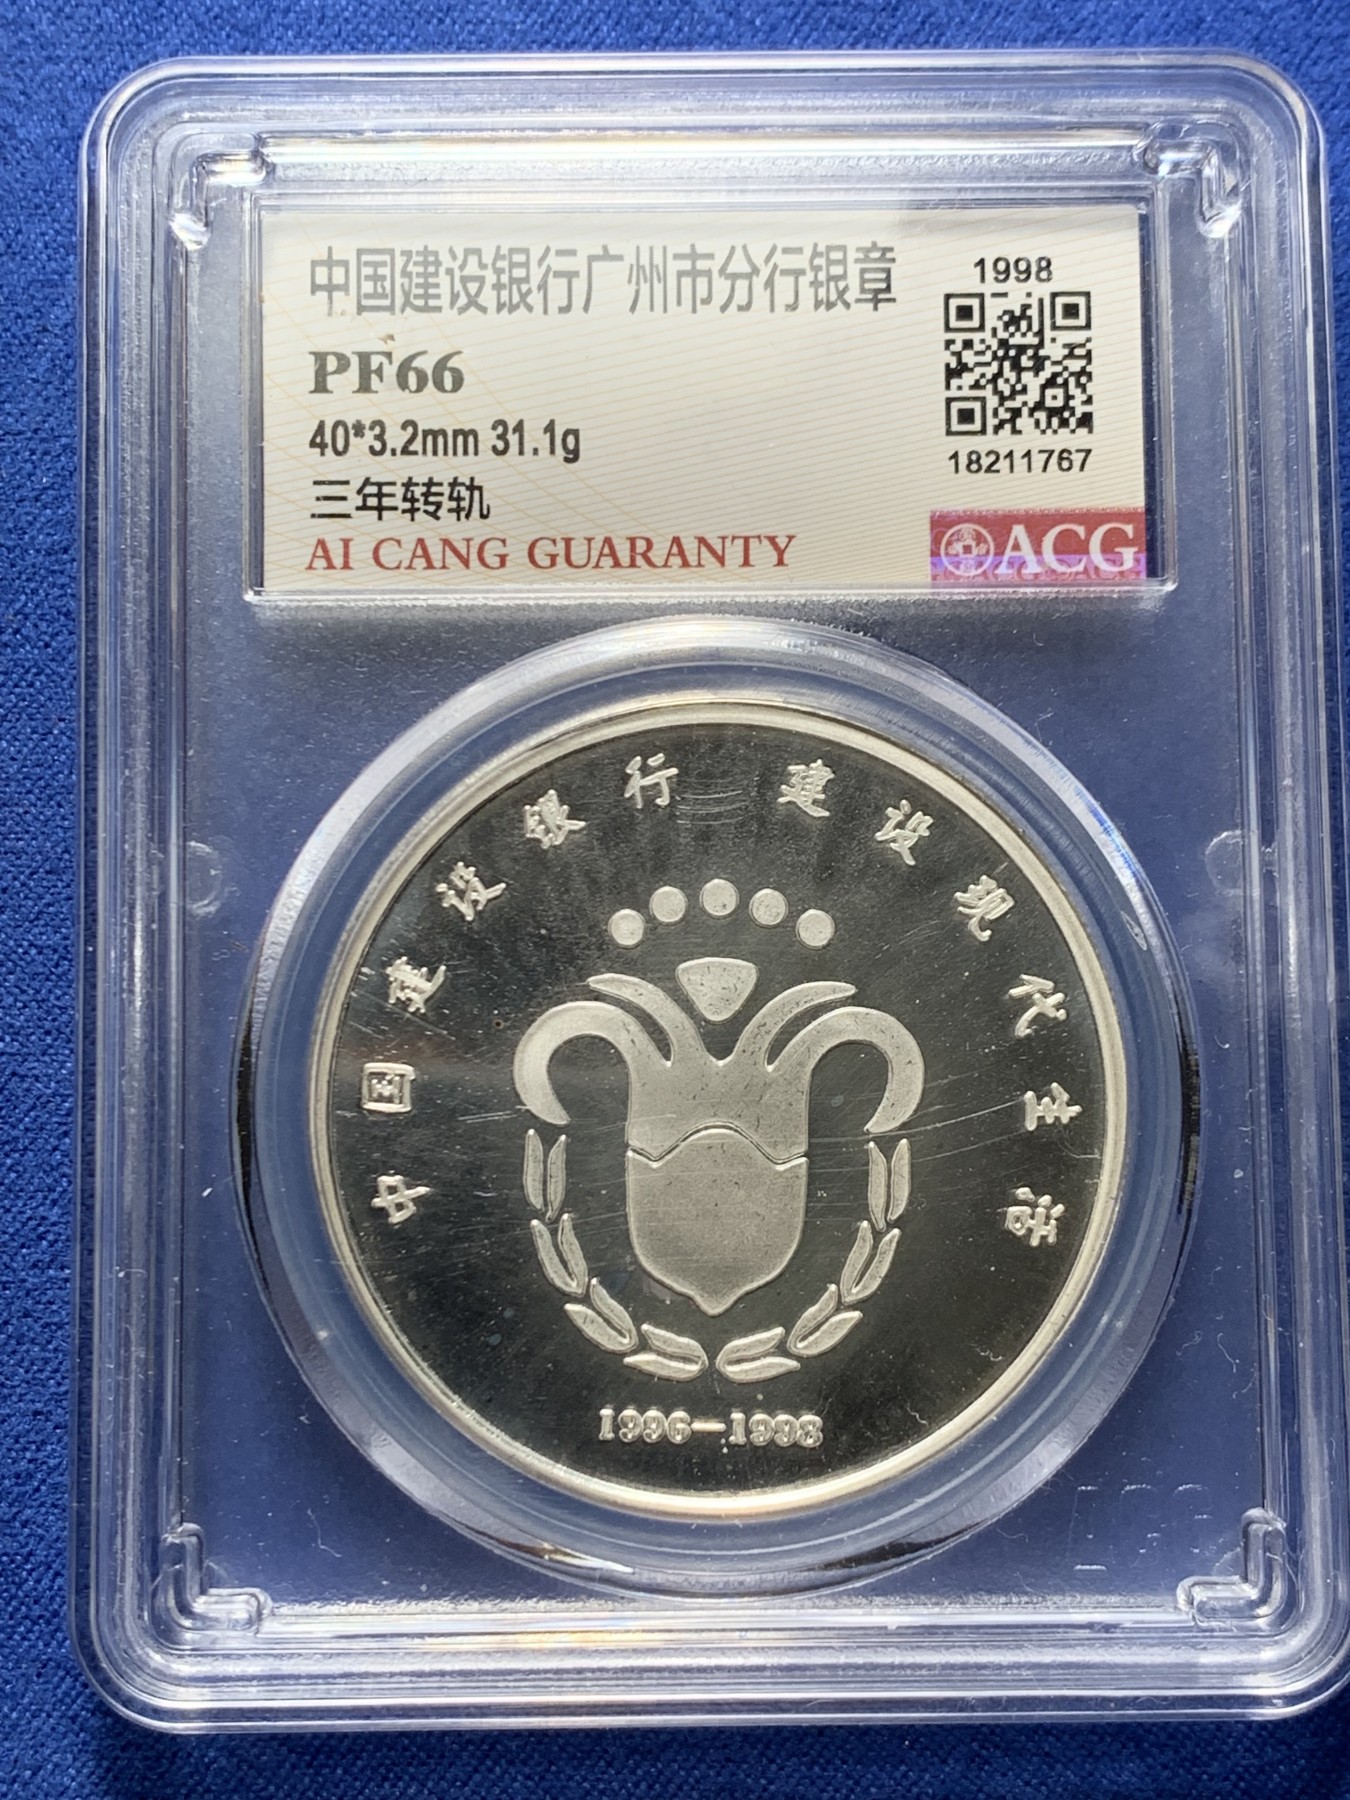 中国建设银行广州市分行银章
1998
PF66
40*3.2mm 31.1g
18211767
三年转轨
AI CANG GUARANTY
ACG
中国建设银行 建设现代生活
1996-1998